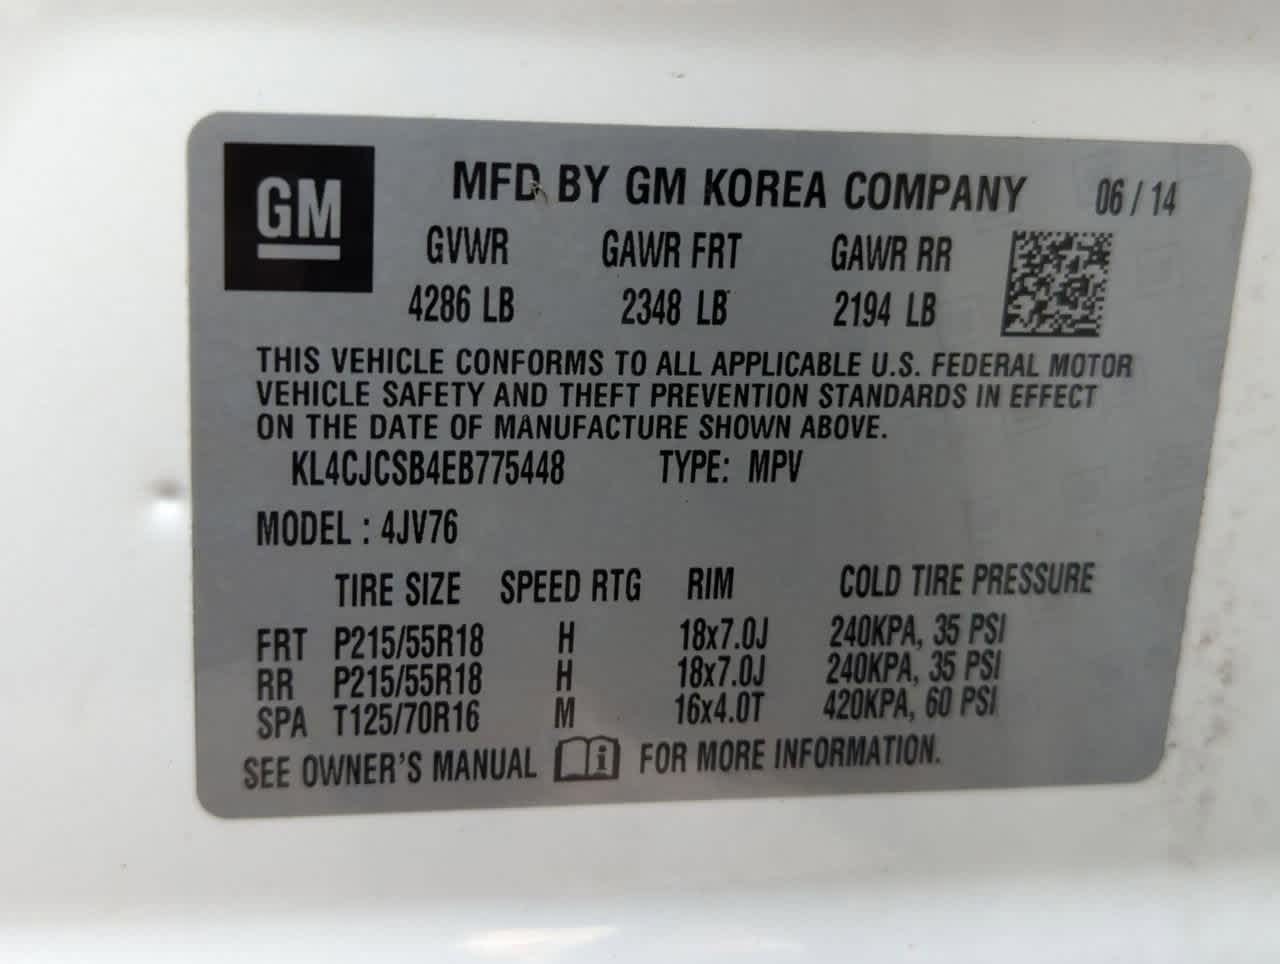 GM
MFD BY GM KOREA COMPANY 06 / 14
GVWR GAWR FRT GAWR RR
4286 LB 2348 LB 2194 LB
THIS VEHICLE CONFORMS TO ALL APPLICABLE U.S. FEDERAL MOTOR
VEHICLE SAFETY AND THEFT PREVENTION STANDARDS IN EFFECT
ON THE DATE OF MANUFACTURE SHOWN ABOVE.
KL4CJCSB4EB775448 TYPE: MPV
MODEL : 4JV76
TIRE SIZE SPEED RTG RIM COLD TIRE PRESSURE
FRT P215/55R18 H 18x7.0J 240KPA, 35 PSI
RR P215/55R18 H 18x7.0J 240KPA, 35 PSI
SPA T125/70R16 M 16x4.0T 420KPA, 60 PSI
SEE OWNER'S MANUAL i FOR MORE INFORMATION.